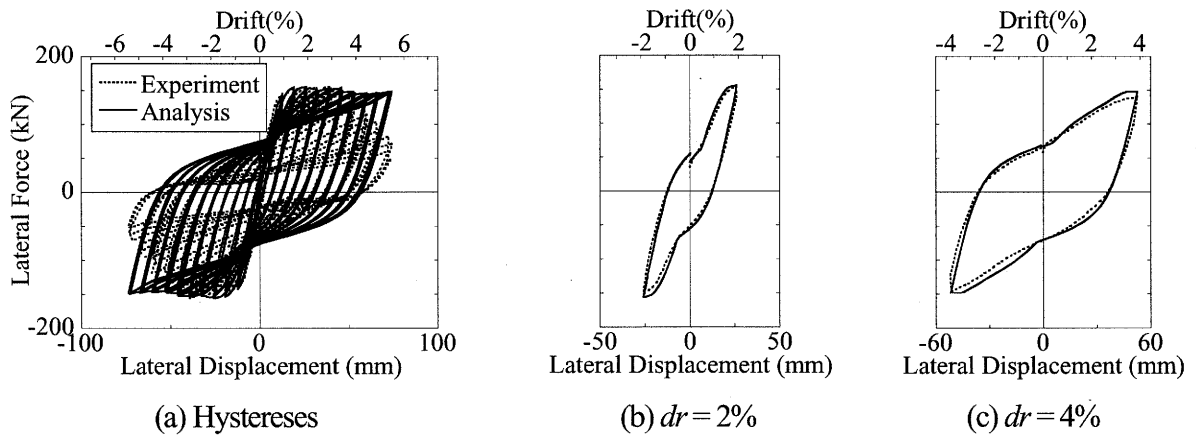 Drift(%)
-6 -4 -2 0 2 4 6
200
Experiment
Analysis
Lateral Force (kN)
0
-200
-100 0 100
Lateral Displacement (mm)
(a) Hystereses
Drift(%)
-2 0 2
-50 0 50
Lateral Displacement (mm)
(b) dr = 2%
Drift(%)
-4 -2 0 2 4
-60 0 60
Lateral Displacement (mm)
(c) dr = 4%